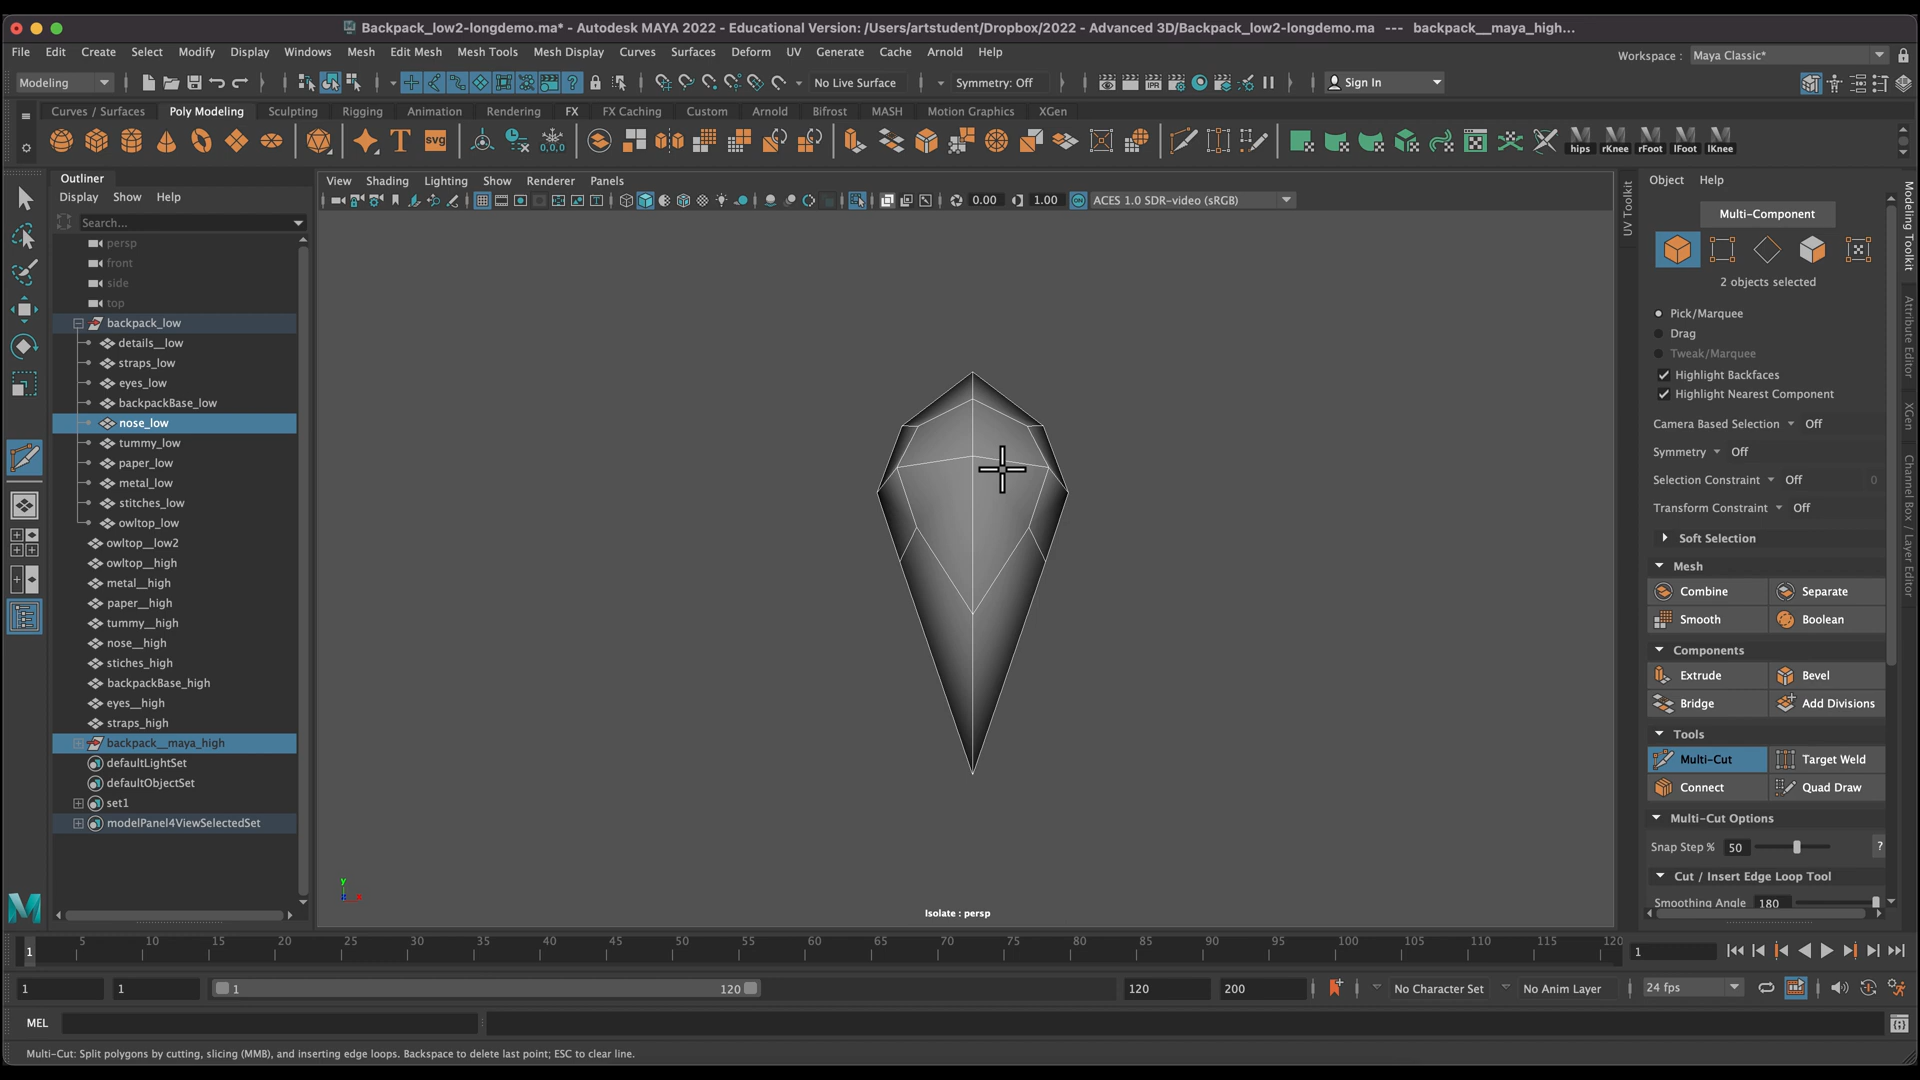 Backpack_low2-longdemo.ma* - Autodesk MAYA 2022 - Educational Version: /Users/artstudent/Dropbox/2022 - Advanced 3D/Backpack_low2-longdemo.ma --- backpack__maya_high...
File Edit Create Select Modify Display Windows Mesh Edit Mesh Mesh Tools Mesh Display Curves Surfaces Deform UV Generate Cache Arnold Help
Workspace : Maya Classic*
Modeling No Live Surface Symmetry: Off Sign In
Curves / Surfaces Poly Modeling Sculpting Rigging Animation Rendering FX FX Caching Custom Arnold Bifrost MASH Motion Graphics XGen
T svg 0,0,0 hips rKnee rFoot lFoot lKnee
Outliner
Display Show Help
Search...
persp
front
side
top
backpack_low
details__low
straps_low
eyes_low
backpackBase_low
nose_low
tummy_low
paper_low
metal_low
stitches_low
owltop_low
owltop__low2
owltop__high
metal__high
paper__high
tummy__high
nose__high
stiches_high
backpackBase_high
eyes__high
straps_high
backpack__maya_high
defaultLightSet
defaultObjectSet
set1
modelPanel4ViewSelectedSet
View Shading Lighting Show Renderer Panels
0.00 1.00 ACES 1.0 SDR-video (sRGB)
y
x
Isolate : persp
UV Toolkit
Object Help
Multi-Component
2 objects selected
Pick/Marquee
Drag
Tweak/Marquee
Highlight Backfaces
Highlight Nearest Component
Camera Based Selection Off
Symmetry Off
Selection Constraint Off 0
Transform Constraint Off
Soft Selection
Mesh
Combine Separate
Smooth Boolean
Components
Extrude Bevel
Bridge Add Divisions
Tools
Multi-Cut Target Weld
Connect Quad Draw
Multi-Cut Options
Snap Step % 50 ?
Cut / Insert Edge Loop Tool
Smoothing Angle 180
Modeling Toolkit
Attribute Editor
XGen
Channel Box / Layer Editor
1 5 10 15 20 25 30 35 40 45 50 55 60 65 70 75 80 85 90 95 100 105 110 115 120 1
1 1 1 120 120 200 No Character Set No Anim Layer 24 fps
MEL
Multi-Cut: Split polygons by cutting, slicing (MMB), and inserting edge loops. Backspace to delete last point; ESC to clear line.